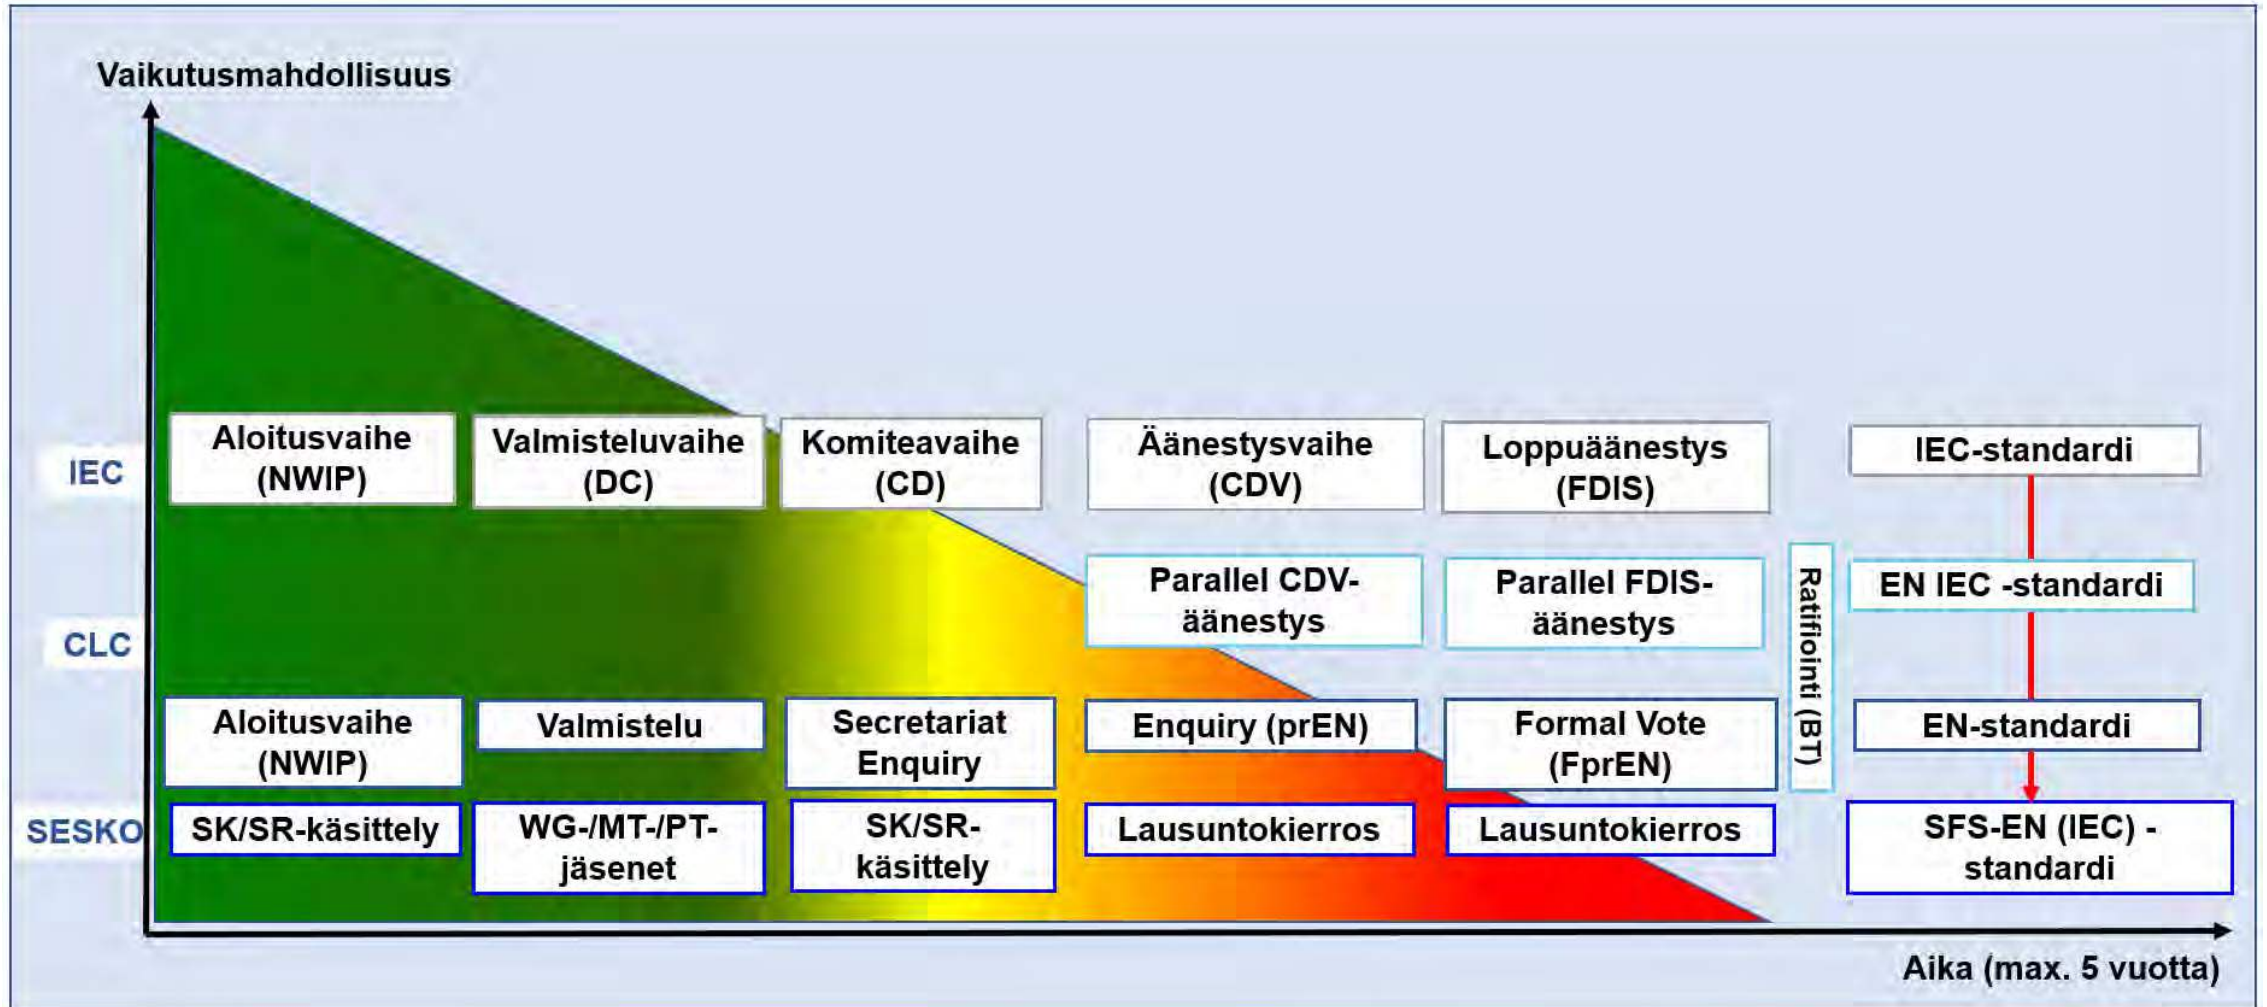 Vaikutusmahdollisuus
IEC
Aloitusvaihe
(NWIP)
Valmisteluvaihe
(DC)
Komiteavaihe
(CD)
Äänestysvaihe
(CDV)
Loppuäänestys
(FDIS)
IEC-standardi
CLC
Parallel CDV-
äänestys
Parallel FDIS-
äänestys
Ratifiointi (BT)
EN IEC -standardi
Aloitusvaihe
(NWIP)
Valmistelu
Secretariat
Enquiry
Enquiry (prEN)
Formal Vote
(FprEN)
EN-standardi
SESKO
SK/SR-käsittely
WG-/MT-/PT-
jäsenet
SK/SR-
käsittely
Lausuntokierros
Lausuntokierros
SFS-EN (IEC) -
standardi
Aika (max. 5 vuotta)